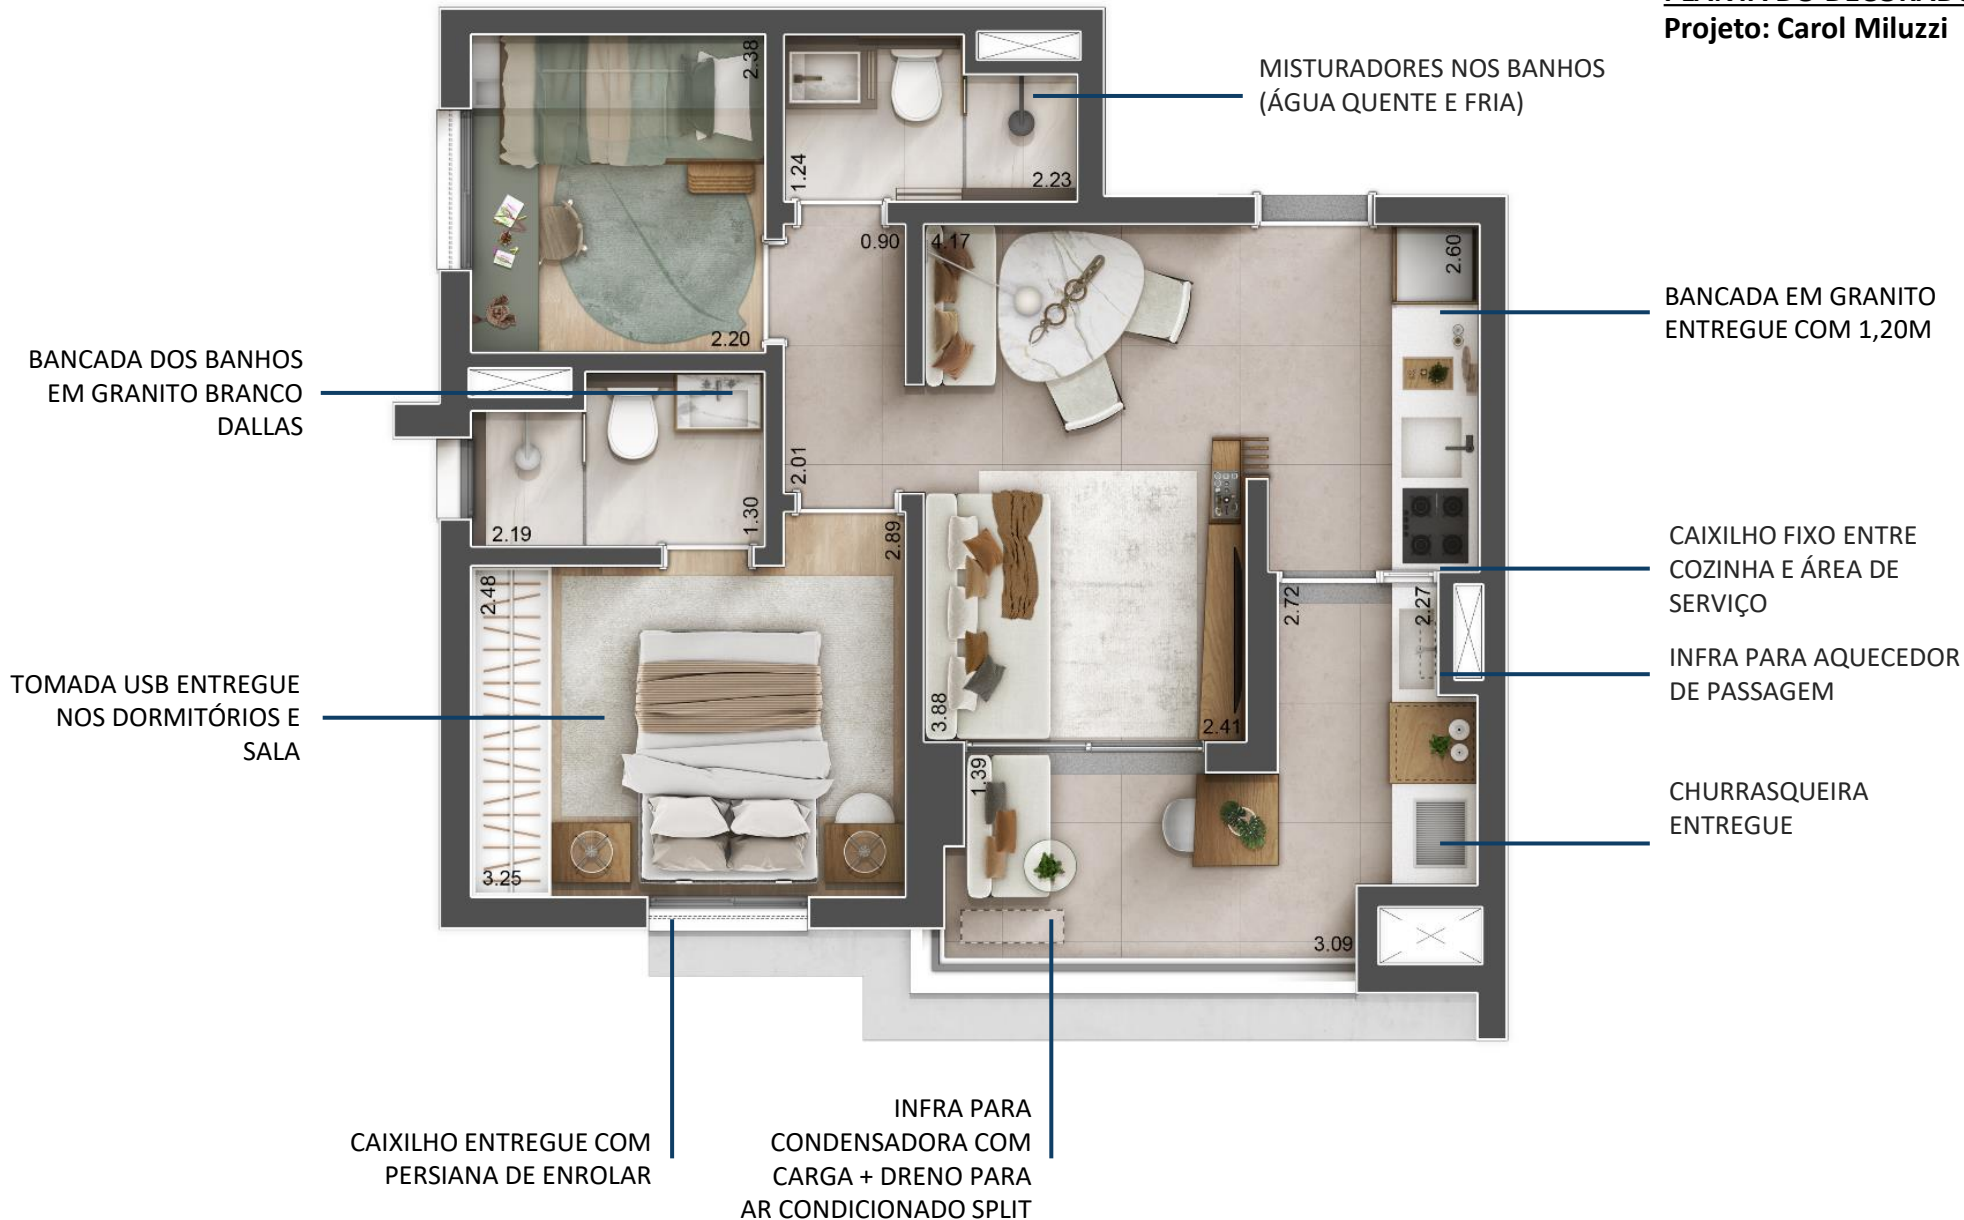 Projeto: Carol Miluzzi
MISTURADORES NOS BANHOS
(ÁGUA QUENTE E FRIA)
2.38
1.24
2.23
0.90
4.17
2.60
BANCADA EM GRANITO
ENTREGUE COM 1,20M
2.20
BANCADA DOS BANHOS
EM GRANITO BRANCO
DALLAS
2.01
1.30
2.19
2.89
CAIXILHO FIXO ENTRE
COZINHA E ÁREA DE
SERVIÇO
2.48
2.72
2.27
INFRA PARA AQUECEDOR
DE PASSAGEM
TOMADA USB ENTREGUE
NOS DORMITÓRIOS E
SALA
3.88
2.41
1.39
CHURRASQUEIRA
ENTREGUE
3.25
3.09
CAIXILHO ENTREGUE COM
PERSIANA DE ENROLAR
INFRA PARA
CONDENSADORA COM
CARGA + DRENO PARA
AR CONDICIONADO SPLIT